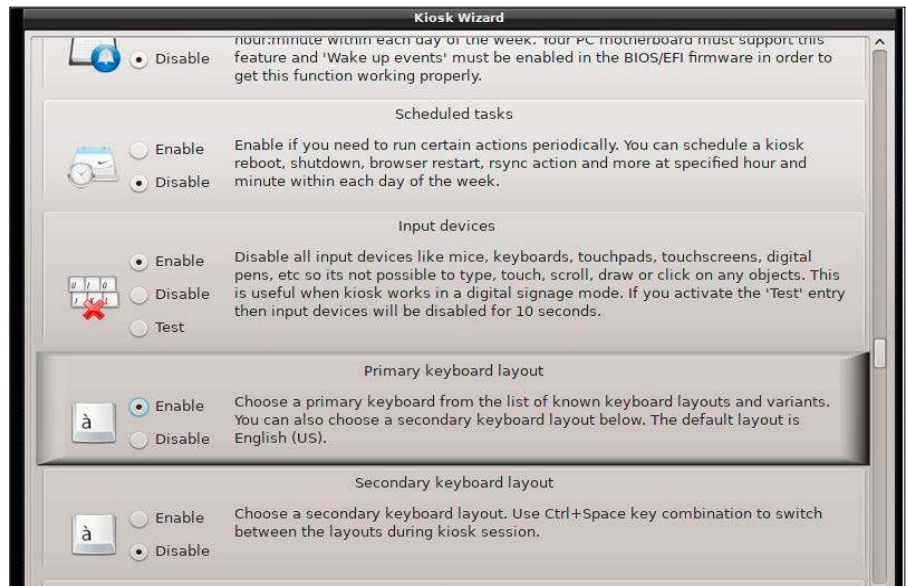 Kiosk Wizard
hour:minute within each day of the week. Your PC motherboard must support this
Disable
feature and 'Wake up events' must be enabled in the BIOS/EFI firmware in order to
get this function working properly.
Scheduled tasks
Enable
Enable if you need to run certain actions periodically. You can schedule a kiosk
reboot, shutdown, browser restart, rsync action and more at specified hour and
Disable
minute within each day of the week.
Input devices
Enable
Disable all input devices like mice, keyboards, touchpads, touchscreens, digital
pens, etc so its not possible to type, touch, scroll, draw or click on any objects. This
U I O
Disable
is useful when kiosk works in a digital signage mode. If you activate the 'Test' entry
then input devices will be disabled for 10 seconds.
Test
Primary keyboard layout
Enable
Choose a primary keyboard from the list of known keyboard layouts and variants.
à
You can also choose a secondary keyboard layout below. The default layout is
Disable
English (US).
Secondary keyboard layout
Enable
Choose a secondary keyboard layout. Use Ctrl+Space key combination to switch
à
between the layouts during kiosk session.
Disable